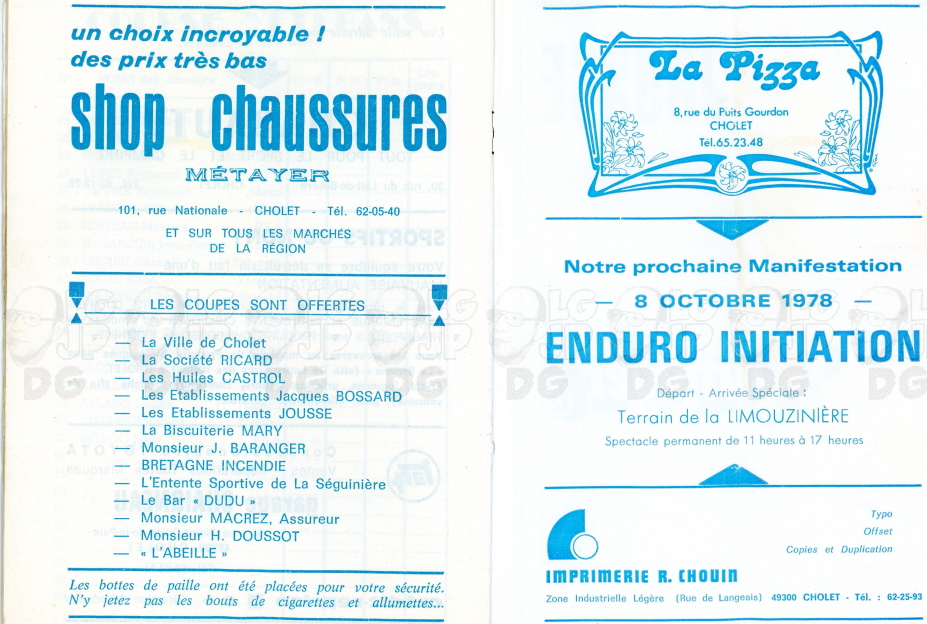 un choix incroyable !
des prix très bas
shop chaussures
MÉTAYER
101, rue Nationale - CHOLET - Tél. 62-05-40
ET SUR TOUS LES MARCHÉS
DE LA RÉGION
LES COUPES SONT OFFERTES
— La Ville de Cholet
— La Société RICARD
— Les Huiles CASTROL
— Les Etablissements Jacques BOSSARD
— Les Etablissements JOUSSE
— La Biscuiterie MARY
— Monsieur J. BARANGER
— BRETAGNE INCENDIE
— L'Entente Sportive de La Séguinière
— Le Bar « DUDU »
— Monsieur MACREZ, Assureur
— Monsieur H. DOUSSOT
— « L'ABEILLE »
Les bottes de paille ont été placées pour votre sécurité.
N'y jetez pas les bouts de cigarettes et allumettes...
La Pizza
8, rue du Puits Gourdon
CHOLET
Tél. 65.23.48
Notre prochaine Manifestation
— 8 OCTOBRE 1978 —
ENDURO INITIATION
Départ - Arrivée Spéciale :
Terrain de la LIMOUZINIÈRE
Spectacle permanent de 11 heures à 17 heures
Typo
Offset
Copies et Duplication
IMPRIMERIE R. CHOUIN
Zone Industrielle Légère (Rue de Langeais) 49300 CHOLET - Tél. : 62-25-93
LG
JP
DG